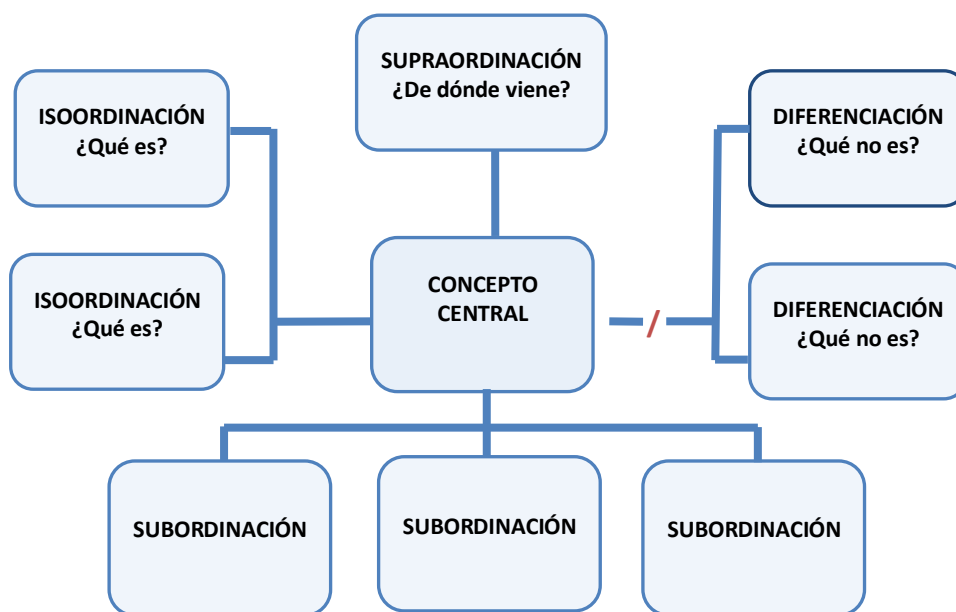 SUPRAORDINACIÓN
¿De dónde viene?
ISOORDINACIÓN
¿Qué es?
DIFERENCIACIÓN
¿Qué no es?
ISOORDINACIÓN
¿Qué es?
CONCEPTO
CENTRAL
/
DIFERENCIACIÓN
¿Qué no es?
SUBORDINACIÓN
SUBORDINACIÓN
SUBORDINACIÓN